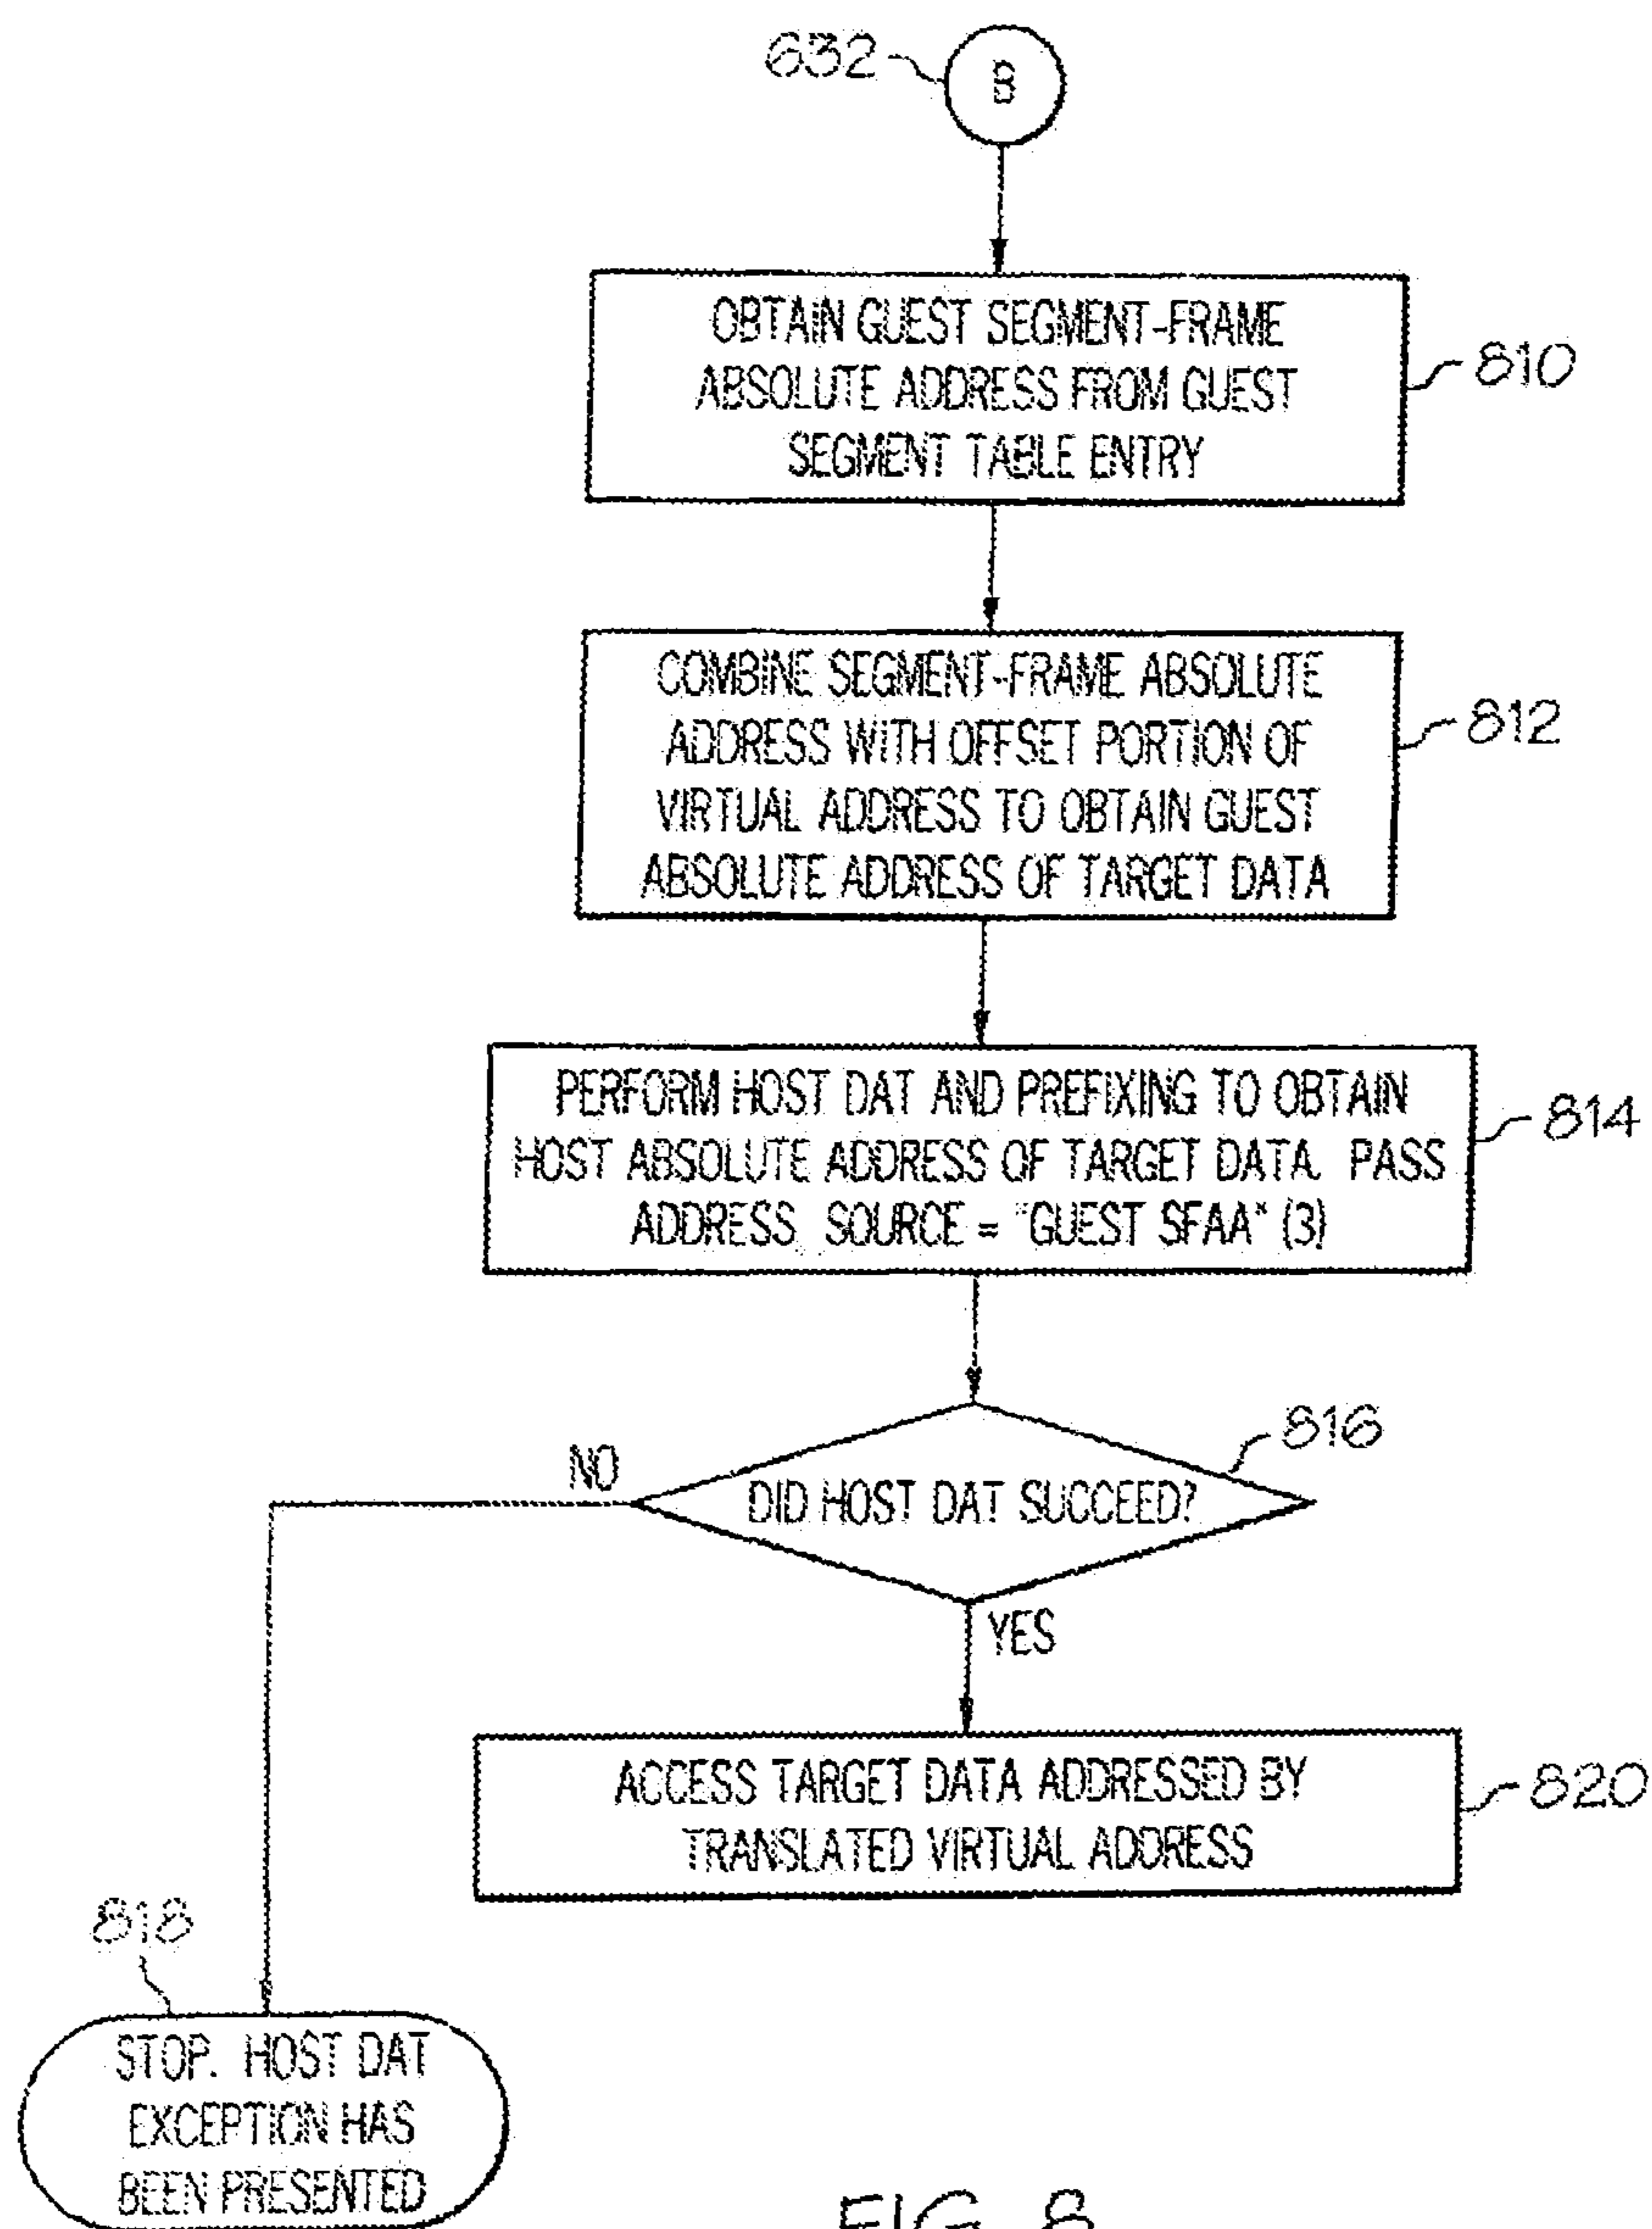 632
B
OBTAIN GUEST SEGMENT-FRAME
ABSOLUTE ADDRESS FROM GUEST
SEGMENT TABLE ENTRY
810
COMBINE SEGMENT-FRAME ABSOLUTE
ADDRESS WITH OFFSET PORTION OF
VIRTUAL ADDRESS TO OBTAIN GUEST
ABSOLUTE ADDRESS OF TARGET DATA
812
PERFORM HOST DAT AND PREFIXING TO OBTAIN
HOST ABSOLUTE ADDRESS OF TARGET DATA. PASS
ADDRESS SOURCE = "GUEST SFAA" (3)
814
816
NO
DID HOST DAT SUCCEED?
YES
ACCESS TARGET DATA ADDRESSED BY
TRANSLATED VIRTUAL ADDRESS
820
818
STOP. HOST DAT
EXCEPTION HAS
BEEN PRESENTED
FIG. 8